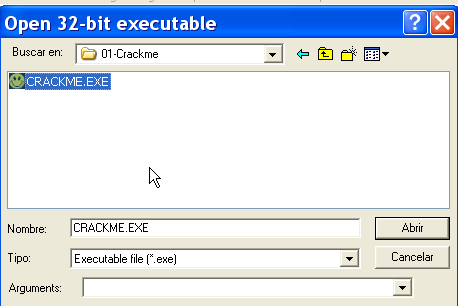 Open 32-bit executable
Buscar en: 01-Crackme
CRACKME.EXE
Nombre: CRACKME.EXE Abrir
Tipo: Executable file (*.exe) Cancelar
Arguments: